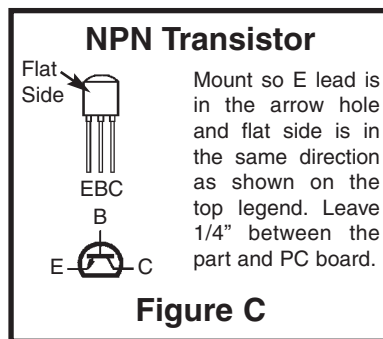 NPN Transistor
Flat
Side
EBC
B
E
C
Mount so E lead is
in the arrow hole
and flat side is in
the same direction
as shown on the
top legend. Leave
1/4” between the
part and PC board.
Figure C